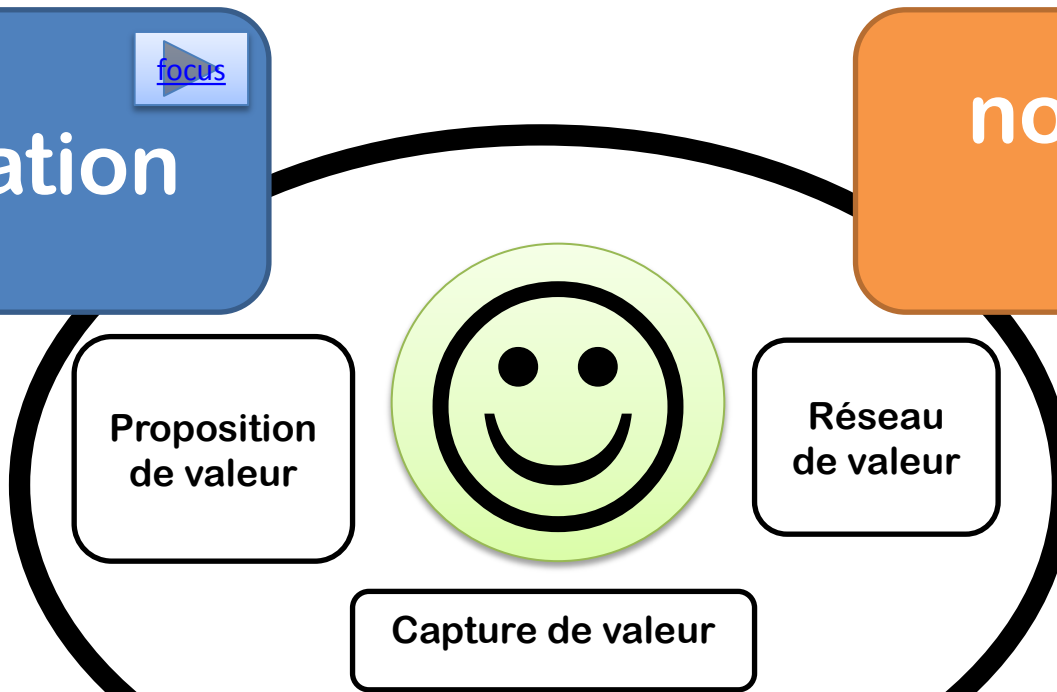 focus
ation
no
Proposition
de valeur
Réseau
de valeur
Capture de valeur